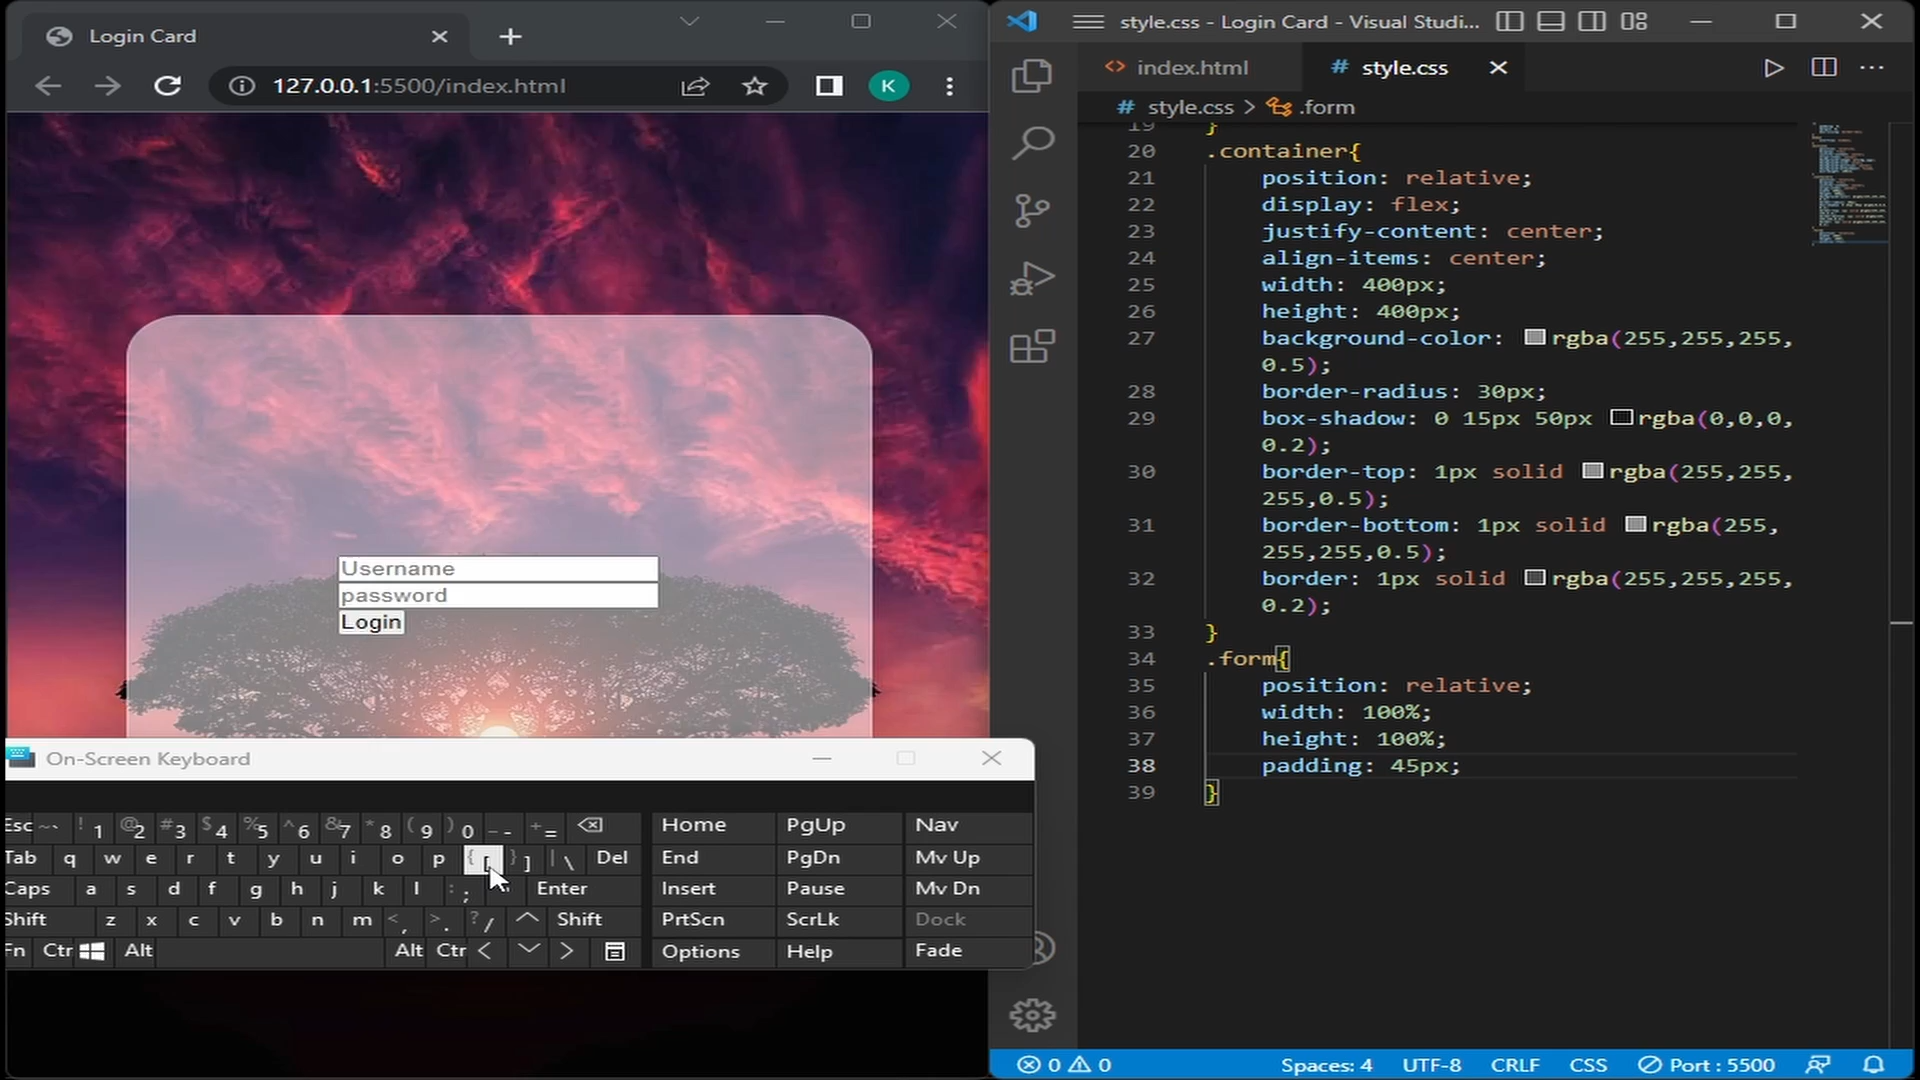 Login Card
127.0.0.1:5500/index.html
K
Username
password
Login
On-Screen Keyboard
Esc ~ ` ! 1 @ 2 # 3 $ 4 % 5 ^ 6 & 7 * 8 ( 9 ) 0 _ - + = Home PgUp Nav
Tab q w e r t y u i o p { [ } ] | \ Del End PgDn Mv Up
Caps a s d f g h j k l : ; " Enter Insert Pause Mv Dn
Shift z x c v b n m < , > . ? / Shift PrtScn ScrLk Dock
Fn Ctr Alt Alt Ctr Options Help Fade
style.css - Login Card - Visual Studi...
<> index.html
# style.css
# style.css > .form
19 }
20 .container{
21 position: relative;
22 display: flex;
23 justify-content: center;
24 align-items: center;
25 width: 400px;
26 height: 400px;
27 background-color: rgba(255,255,255,
0.5);
28 border-radius: 30px;
29 box-shadow: 0 15px 50px rgba(0,0,0,
0.2);
30 border-top: 1px solid rgba(255,255,
255,0.5);
31 border-bottom: 1px solid rgba(255,
255,255,0.5);
32 border: 1px solid rgba(255,255,255,
0.2);
33 }
34 .form{
35 position: relative;
36 width: 100%;
37 height: 100%;
38 padding: 45px;
39 }
0 0 Spaces: 4 UTF-8 CRLF CSS Port : 5500